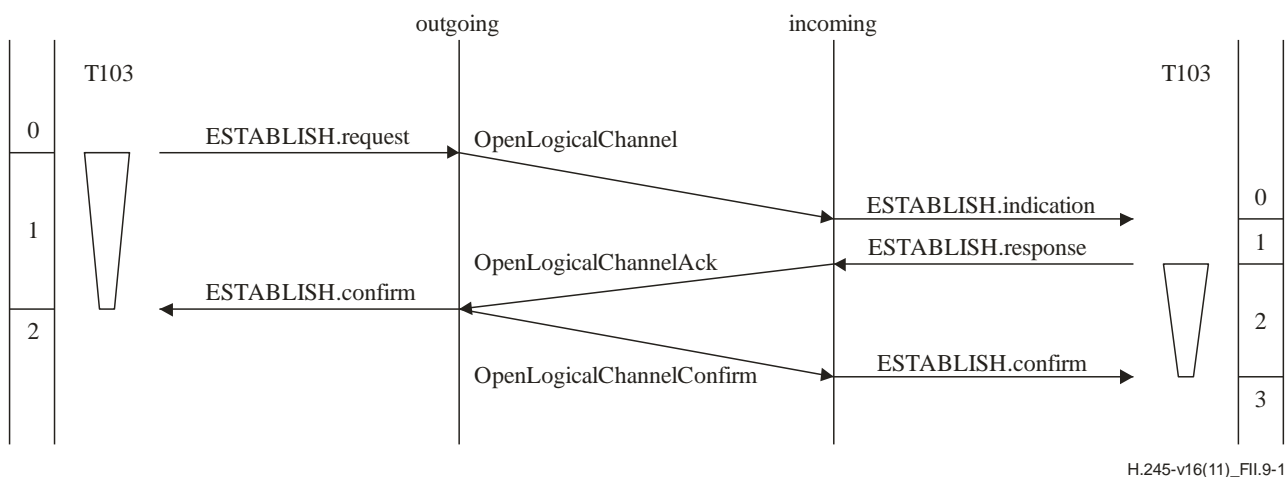 outgoing incoming
T103 T103
0 ESTABLISH.request OpenLogicalChannel
ESTABLISH.indication 0
1 ESTABLISH.response 1
OpenLogicalChannelAck
ESTABLISH.confirm
2 2
OpenLogicalChannelConfirm ESTABLISH.confirm
3
H.245-v16(11)_FII.9-1